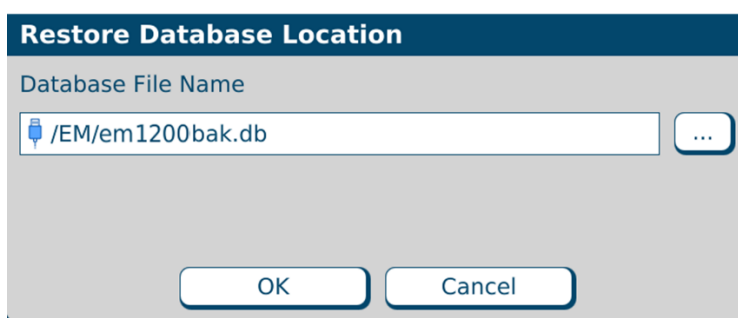 Restore Database Location
Database File Name
/EM/em1200bak.db
...
OK Cancel